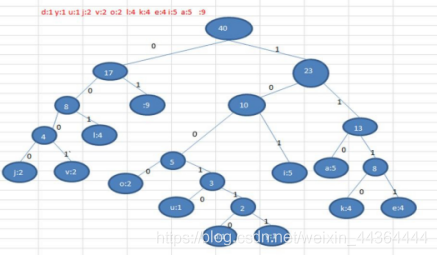 d:1 y:1 u:1 j:2 v:2 o:2 l:4 k:4 e:4 i:5 a:5 :9
40
0 1
17 23
0 1 0 1
8 :9 10 13
0 1 0 1 0 1
4 l:4 5 i:5 a:5 8
0 1 0 1 0 1
j:2 v:2 o:2 3 k:4 e:4
0 1
u:1 2
0 1
https://blog.csdn.net/weixin_44364444